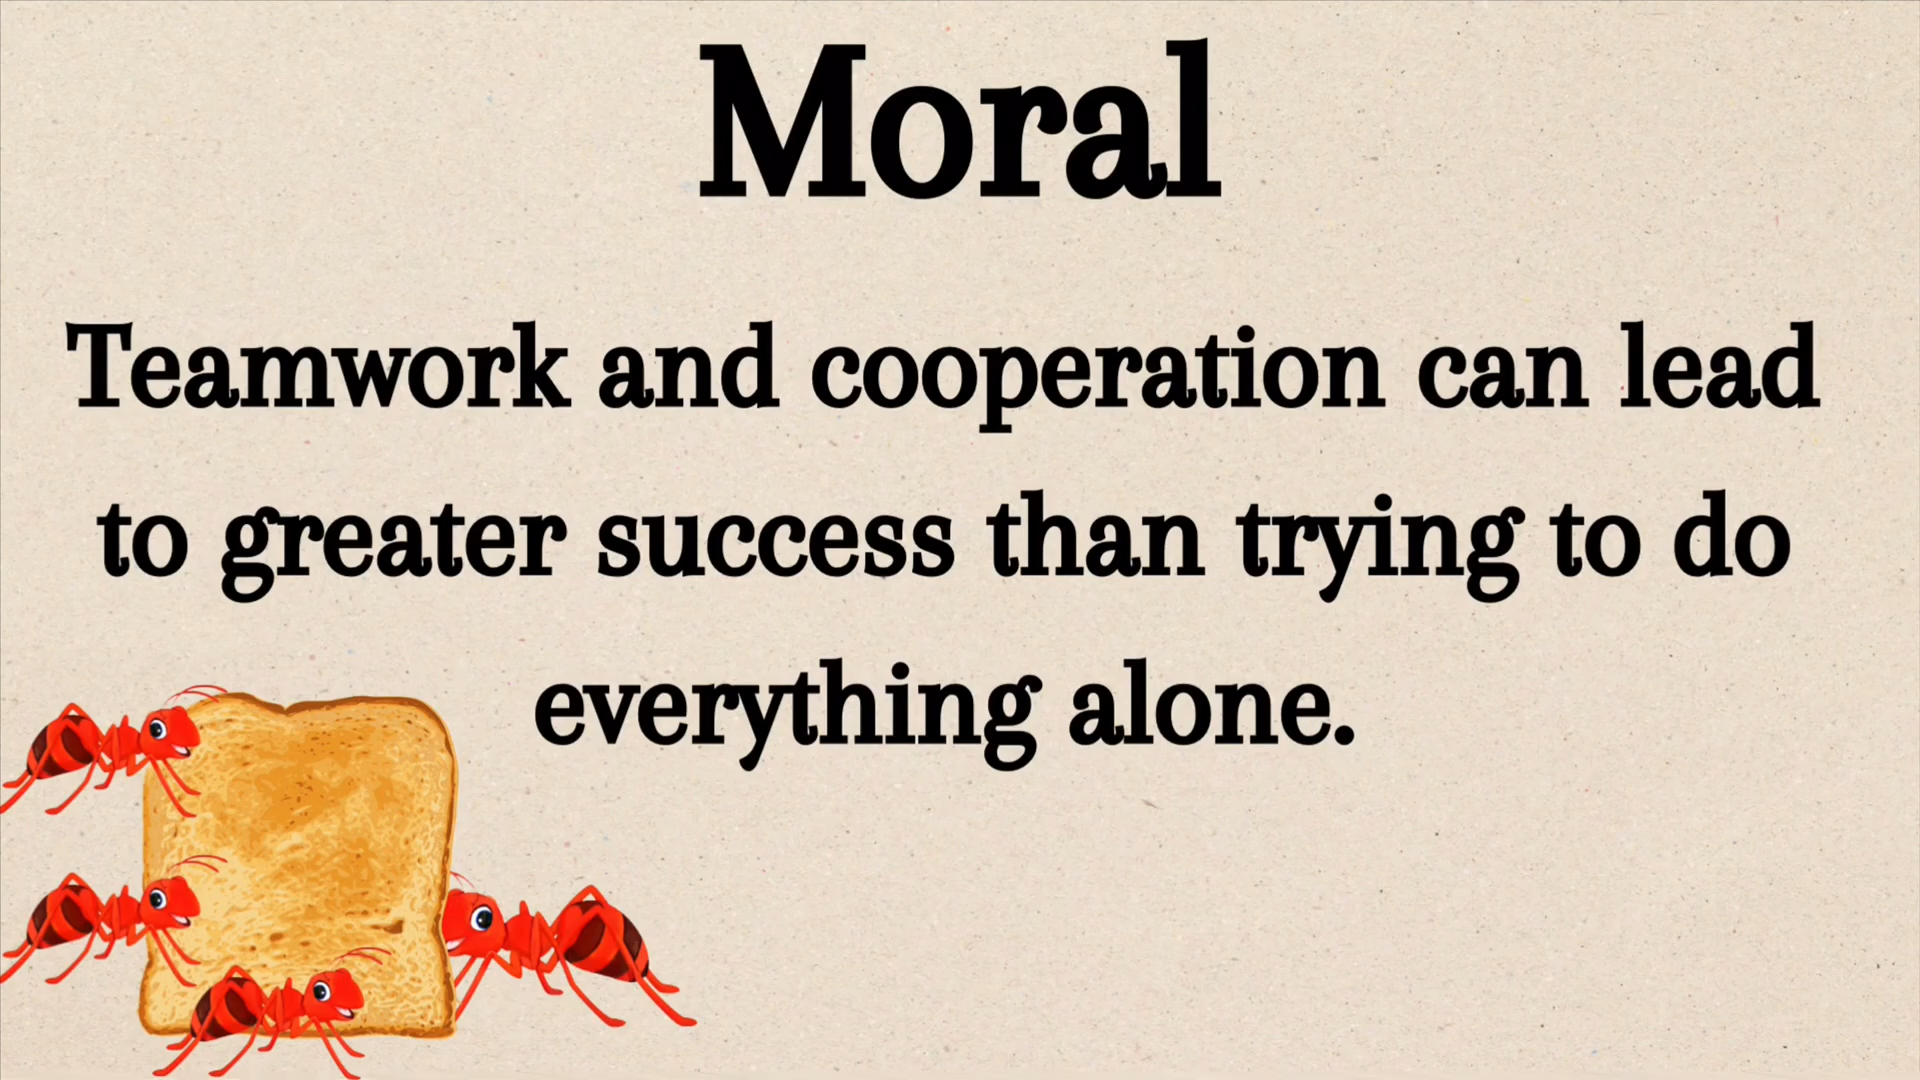 Moral
Teamwork and cooperation can lead
to greater success than trying to do
everything alone.